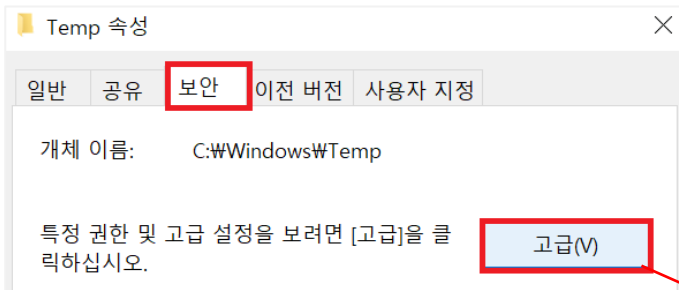 Temp 속성
일반 공유 보안 이전 버전 사용자 지정
개체 이름: C:₩Windows₩Temp
특정 권한 및 고급 설정을 보려면 [고급]을 클
릭하십시오.
고급(V)